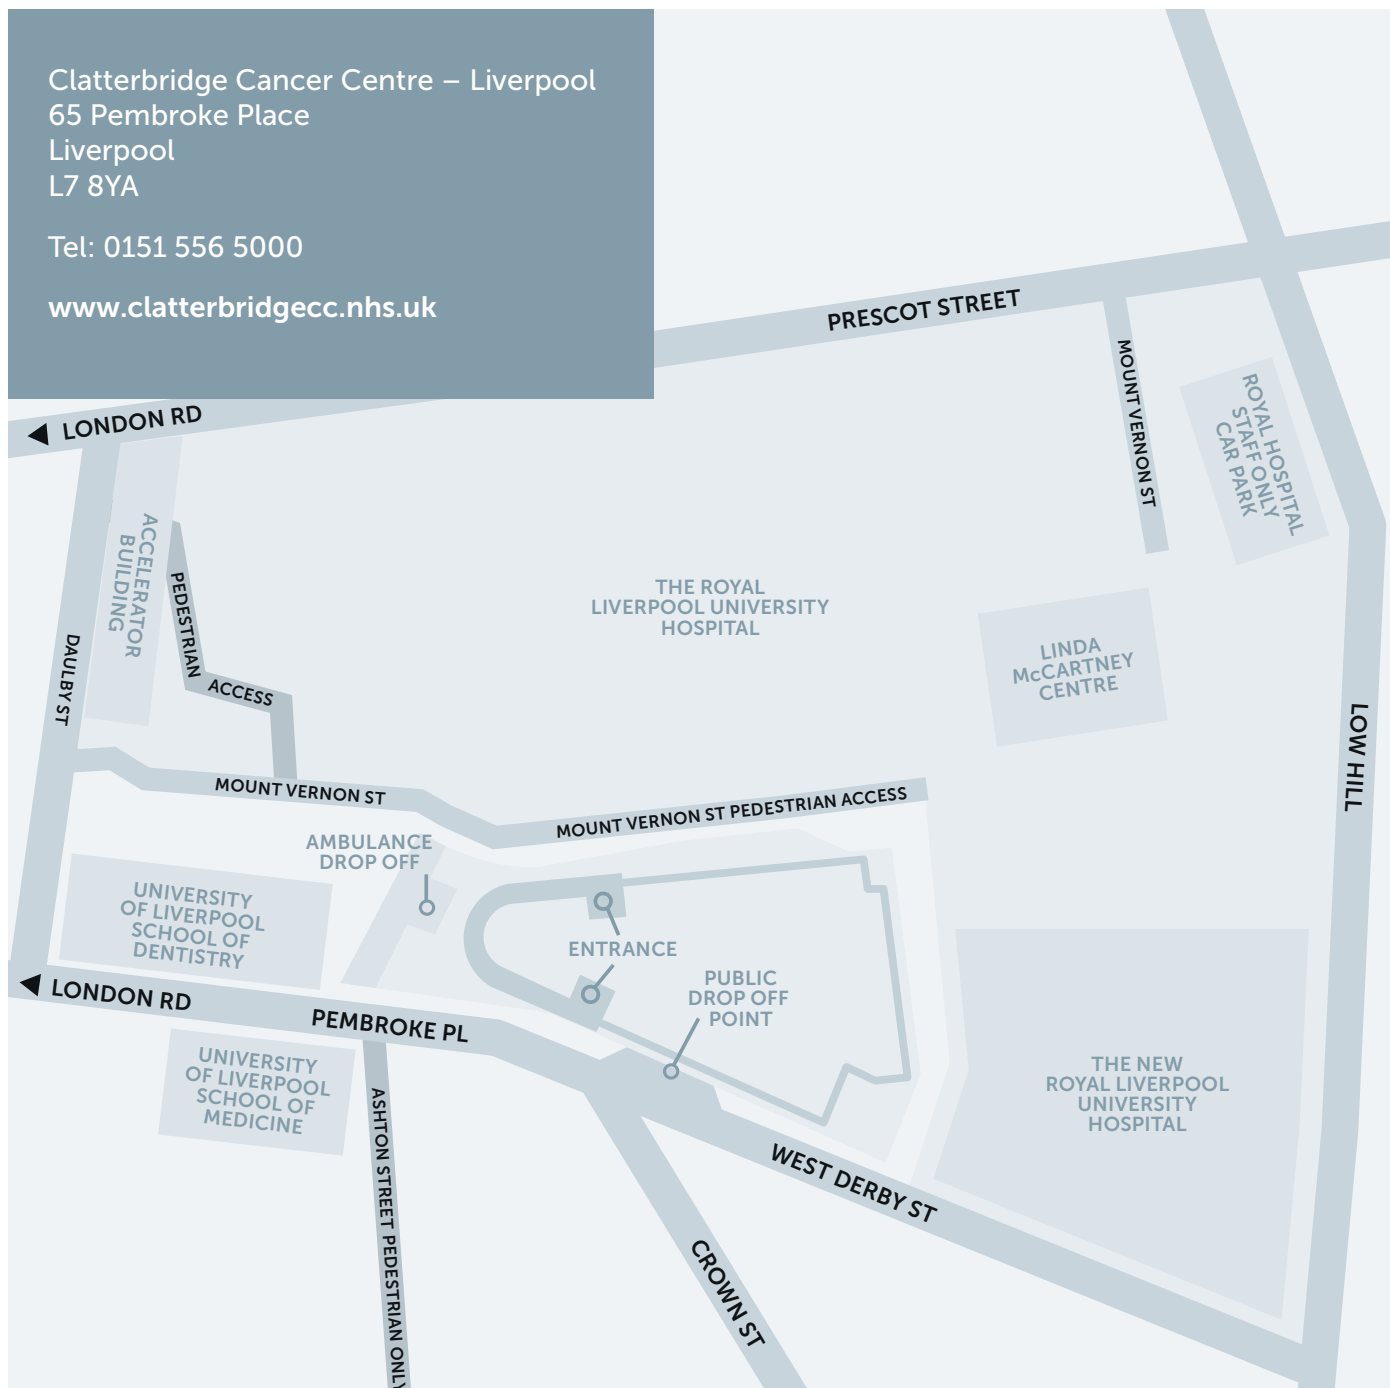 Clatterbridge Cancer Centre – Liverpool
65 Pembroke Place
Liverpool
L7 8YA
Tel: 0151 556 5000
www.clatterbridgecc.nhs.uk
PRESCOT STREET
LONDON RD
MOUNT VERNON ST
ROYAL HOSPITAL
STAFF ONLY
CAR PARK
ACCELERATOR
BUILDING
PEDESTRIAN
ACCESS
DAULBY ST
THE ROYAL
LIVERPOOL UNIVERSITY
HOSPITAL
LINDA
McCARTNEY
CENTRE
LOW HILL
MOUNT VERNON ST
MOUNT VERNON ST PEDESTRIAN ACCESS
AMBULANCE
DROP OFF
UNIVERSITY
OF LIVERPOOL
SCHOOL OF
DENTISTRY
ENTRANCE
PUBLIC
DROP OFF
POINT
LONDON RD
PEMBROKE PL
UNIVERSITY
OF LIVERPOOL
SCHOOL OF
MEDICINE
ASHTON STREET PEDESTRIAN ONLY
THE NEW
ROYAL LIVERPOOL
UNIVERSITY
HOSPITAL
WEST DERBY ST
CROWN ST